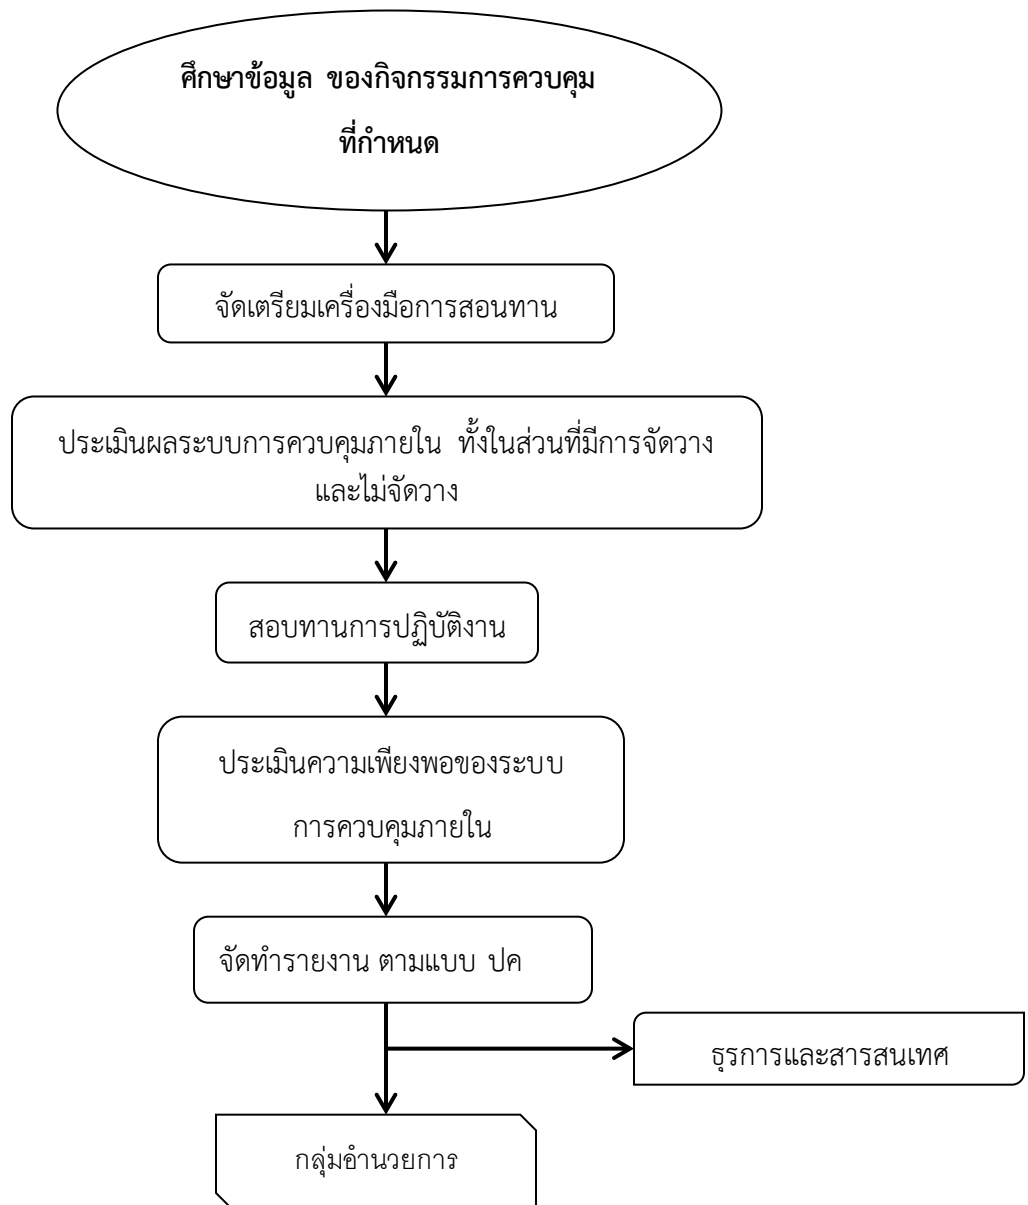 ศึกษาข้อมูล ของกิจกรรมการควบคุม
ที่กำหนด
จัดเตรียมเครื่องมือการสอนทาน
ประเมินผลระบบการควบคุมภายใน ทั้งในส่วนที่มีการจัดวาง
และไม่จัดวาง
สอบทานการปฏิบัติงาน
ประเมินความเพียงพอของระบบ
การควบคุมภายใน
จัดทำรายงาน ตามแบบ ปค
ธุรการและสารสนเทศ
กลุ่มอำนวยการ